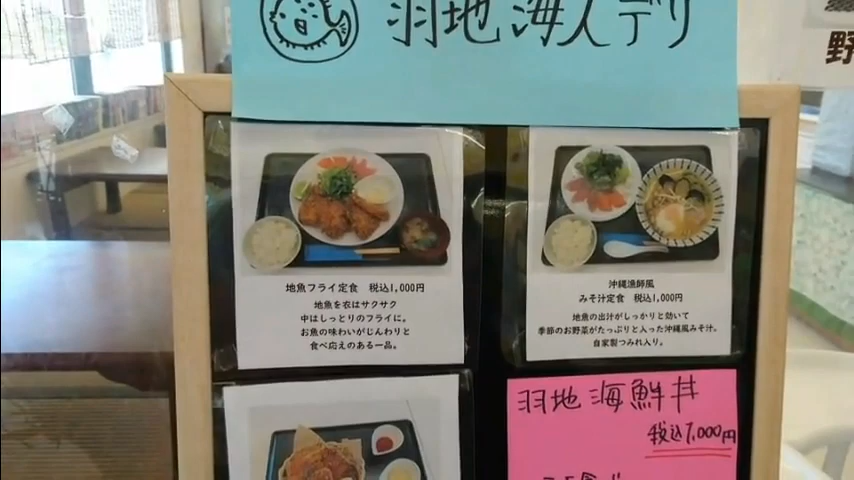 羽地海人デリ
野
地魚フライ定食 税込1,000円
地魚を衣はサクサク
中はしっとりのフライに。
お魚の味わいがじんわりと
食べ応えのある一品。
沖縄漁師風
みそ汁定食 税込1,000円
地魚の出汁がしっかりと効いて
季節のお野菜がたっぷりと入った沖縄風みそ汁。
自家製つみれ入り。
羽地海鮮丼
税込1,000円